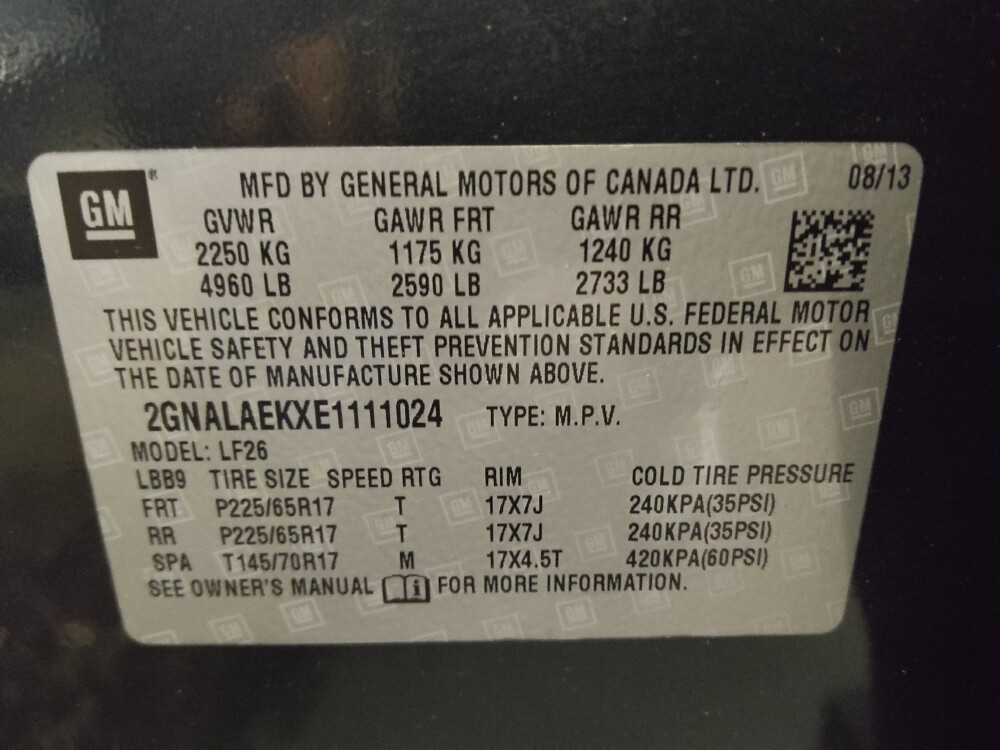 GM ® MFD BY GENERAL MOTORS OF CANADA LTD. 08/13
GVWR GAWR FRT GAWR RR
2250 KG 1175 KG 1240 KG
4960 LB 2590 LB 2733 LB
THIS VEHICLE CONFORMS TO ALL APPLICABLE U.S. FEDERAL MOTOR
VEHICLE SAFETY AND THEFT PREVENTION STANDARDS IN EFFECT ON
THE DATE OF MANUFACTURE SHOWN ABOVE.
2GNALAEKXE1111024 TYPE: M.P.V.
MODEL: LF26
LBB9 TIRE SIZE SPEED RTG RIM COLD TIRE PRESSURE
FRT P225/65R17 T 17X7J 240KPA(35PSI)
RR P225/65R17 T 17X7J 240KPA(35PSI)
SPA T145/70R17 M 17X4.5T 420KPA(60PSI)
SEE OWNER'S MANUAL i FOR MORE INFORMATION.